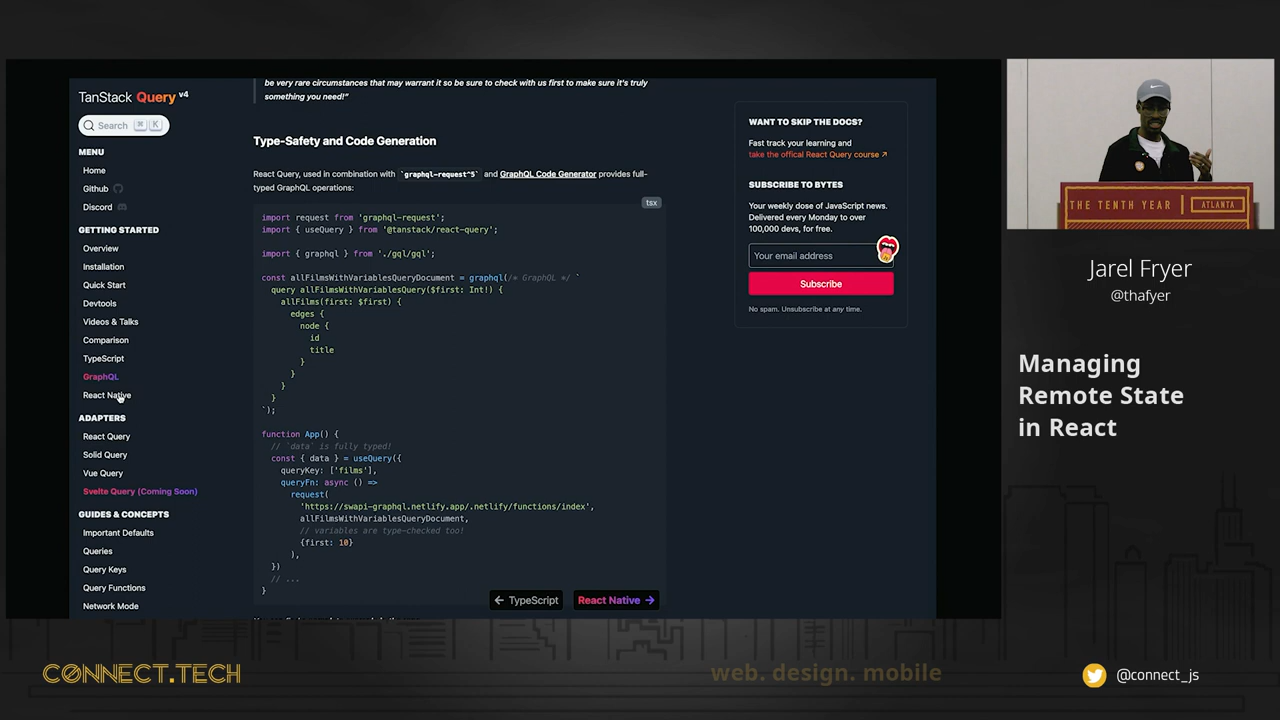 be very rare circumstances that may warrant it so be sure to check with us first to make sure it's truly
something you need!"
TanStack Query v4
Search ⌘ K
MENU
Home
Github
Discord
GETTING STARTED
Overview
Installation
Quick Start
Devtools
Videos & Talks
Comparison
TypeScript
GraphQL
React Native
ADAPTERS
React Query
Solid Query
Vue Query
Svelte Query (Coming Soon)
GUIDES & CONCEPTS
Important Defaults
Queries
Query Keys
Query Functions
Network Mode
Type-Safety and Code Generation
React Query, used in combination with `graphql-request^5` and GraphQL Code Generator provides full-
typed GraphQL operations:
tsx
import request from 'graphql-request';
import { useQuery } from '@tanstack/react-query';
import { graphql } from './gql/gql';
const allFilmsWithVariablesQueryDocument = graphql(/* GraphQL */ `
query allFilmsWithVariablesQuery($first: Int!) {
allFilms(first: $first) {
edges {
node {
id
title
}
}
}
}
`);
function App() {
// `data` is fully typed!
const { data } = useQuery({
queryKey: ['films'],
queryFn: async () =>
request(
'https://swapi-graphql.netlify.app/.netlify/functions/index',
allFilmsWithVariablesQueryDocument,
// variables are type-checked too!
{first: 10}
),
})
// ...
}
← TypeScript
React Native →
WANT TO SKIP THE DOCS?
Fast track your learning and
take the offical React Query course ↗
SUBSCRIBE TO BYTES
Your weekly dose of JavaScript news.
Delivered every Monday to over
100,000 devs, for free.
Your email address
Subscribe
No spam. Unsubscribe at any time.
THE TENTH YEAR | ATLANTA
Jarel Fryer
@thafyer
Managing
Remote State
in React
CONNECT.TECH
web. design. mobile
@connect_js